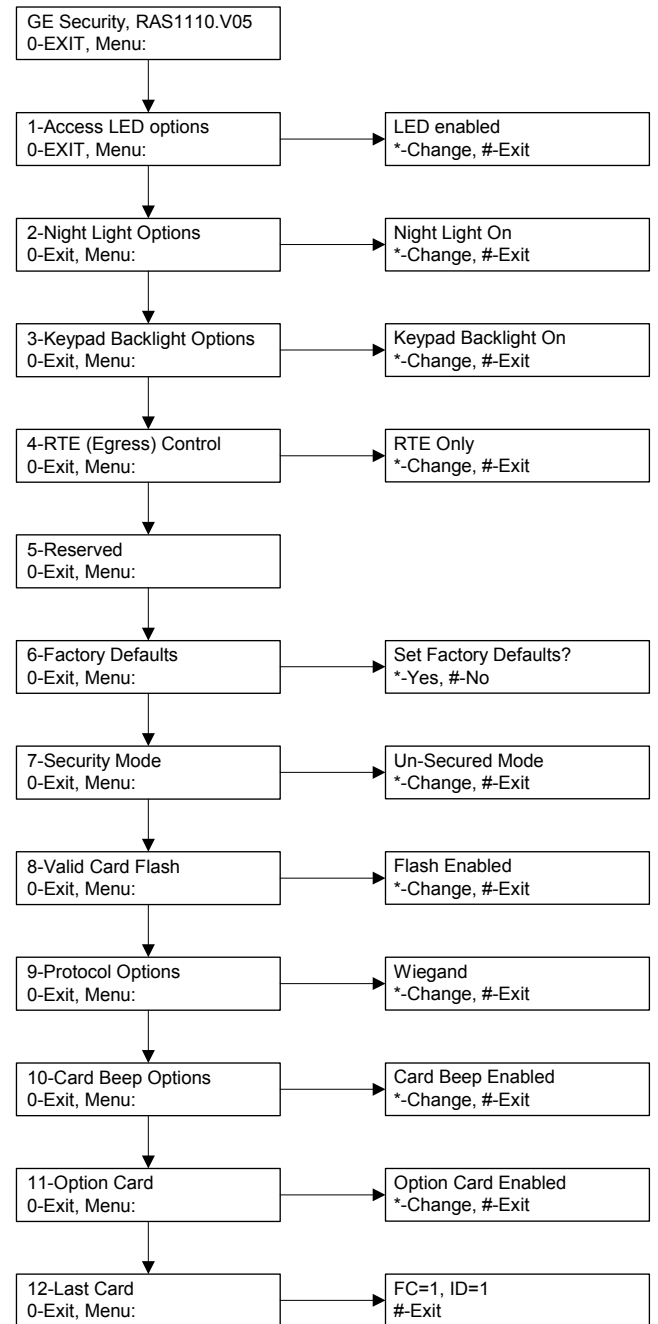 GE Security, RAS1110.V05
0-EXIT, Menu:
1-Access LED options
0-EXIT, Menu:
LED enabled
*-Change, #-Exit
2-Night Light Options
0-Exit, Menu:
Night Light On
*-Change, #-Exit
3-Keypad Backlight Options
0-Exit, Menu:
Keypad Backlight On
*-Change, #-Exit
4-RTE (Egress) Control
0-Exit, Menu:
RTE Only
*-Change, #-Exit
5-Reserved
0-Exit, Menu:
6-Factory Defaults
0-Exit, Menu:
Set Factory Defaults?
*-Yes, #-No
7-Security Mode
0-Exit, Menu:
Un-Secured Mode
*-Change, #-Exit
8-Valid Card Flash
0-Exit, Menu:
Flash Enabled
*-Change, #-Exit
9-Protocol Options
0-Exit, Menu:
Wiegand
*-Change, #-Exit
10-Card Beep Options
0-Exit, Menu:
Card Beep Enabled
*-Change, #-Exit
11-Option Card
0-Exit, Menu:
Option Card Enabled
*-Change, #-Exit
12-Last Card
0-Exit, Menu:
FC=1, ID=1
#-Exit